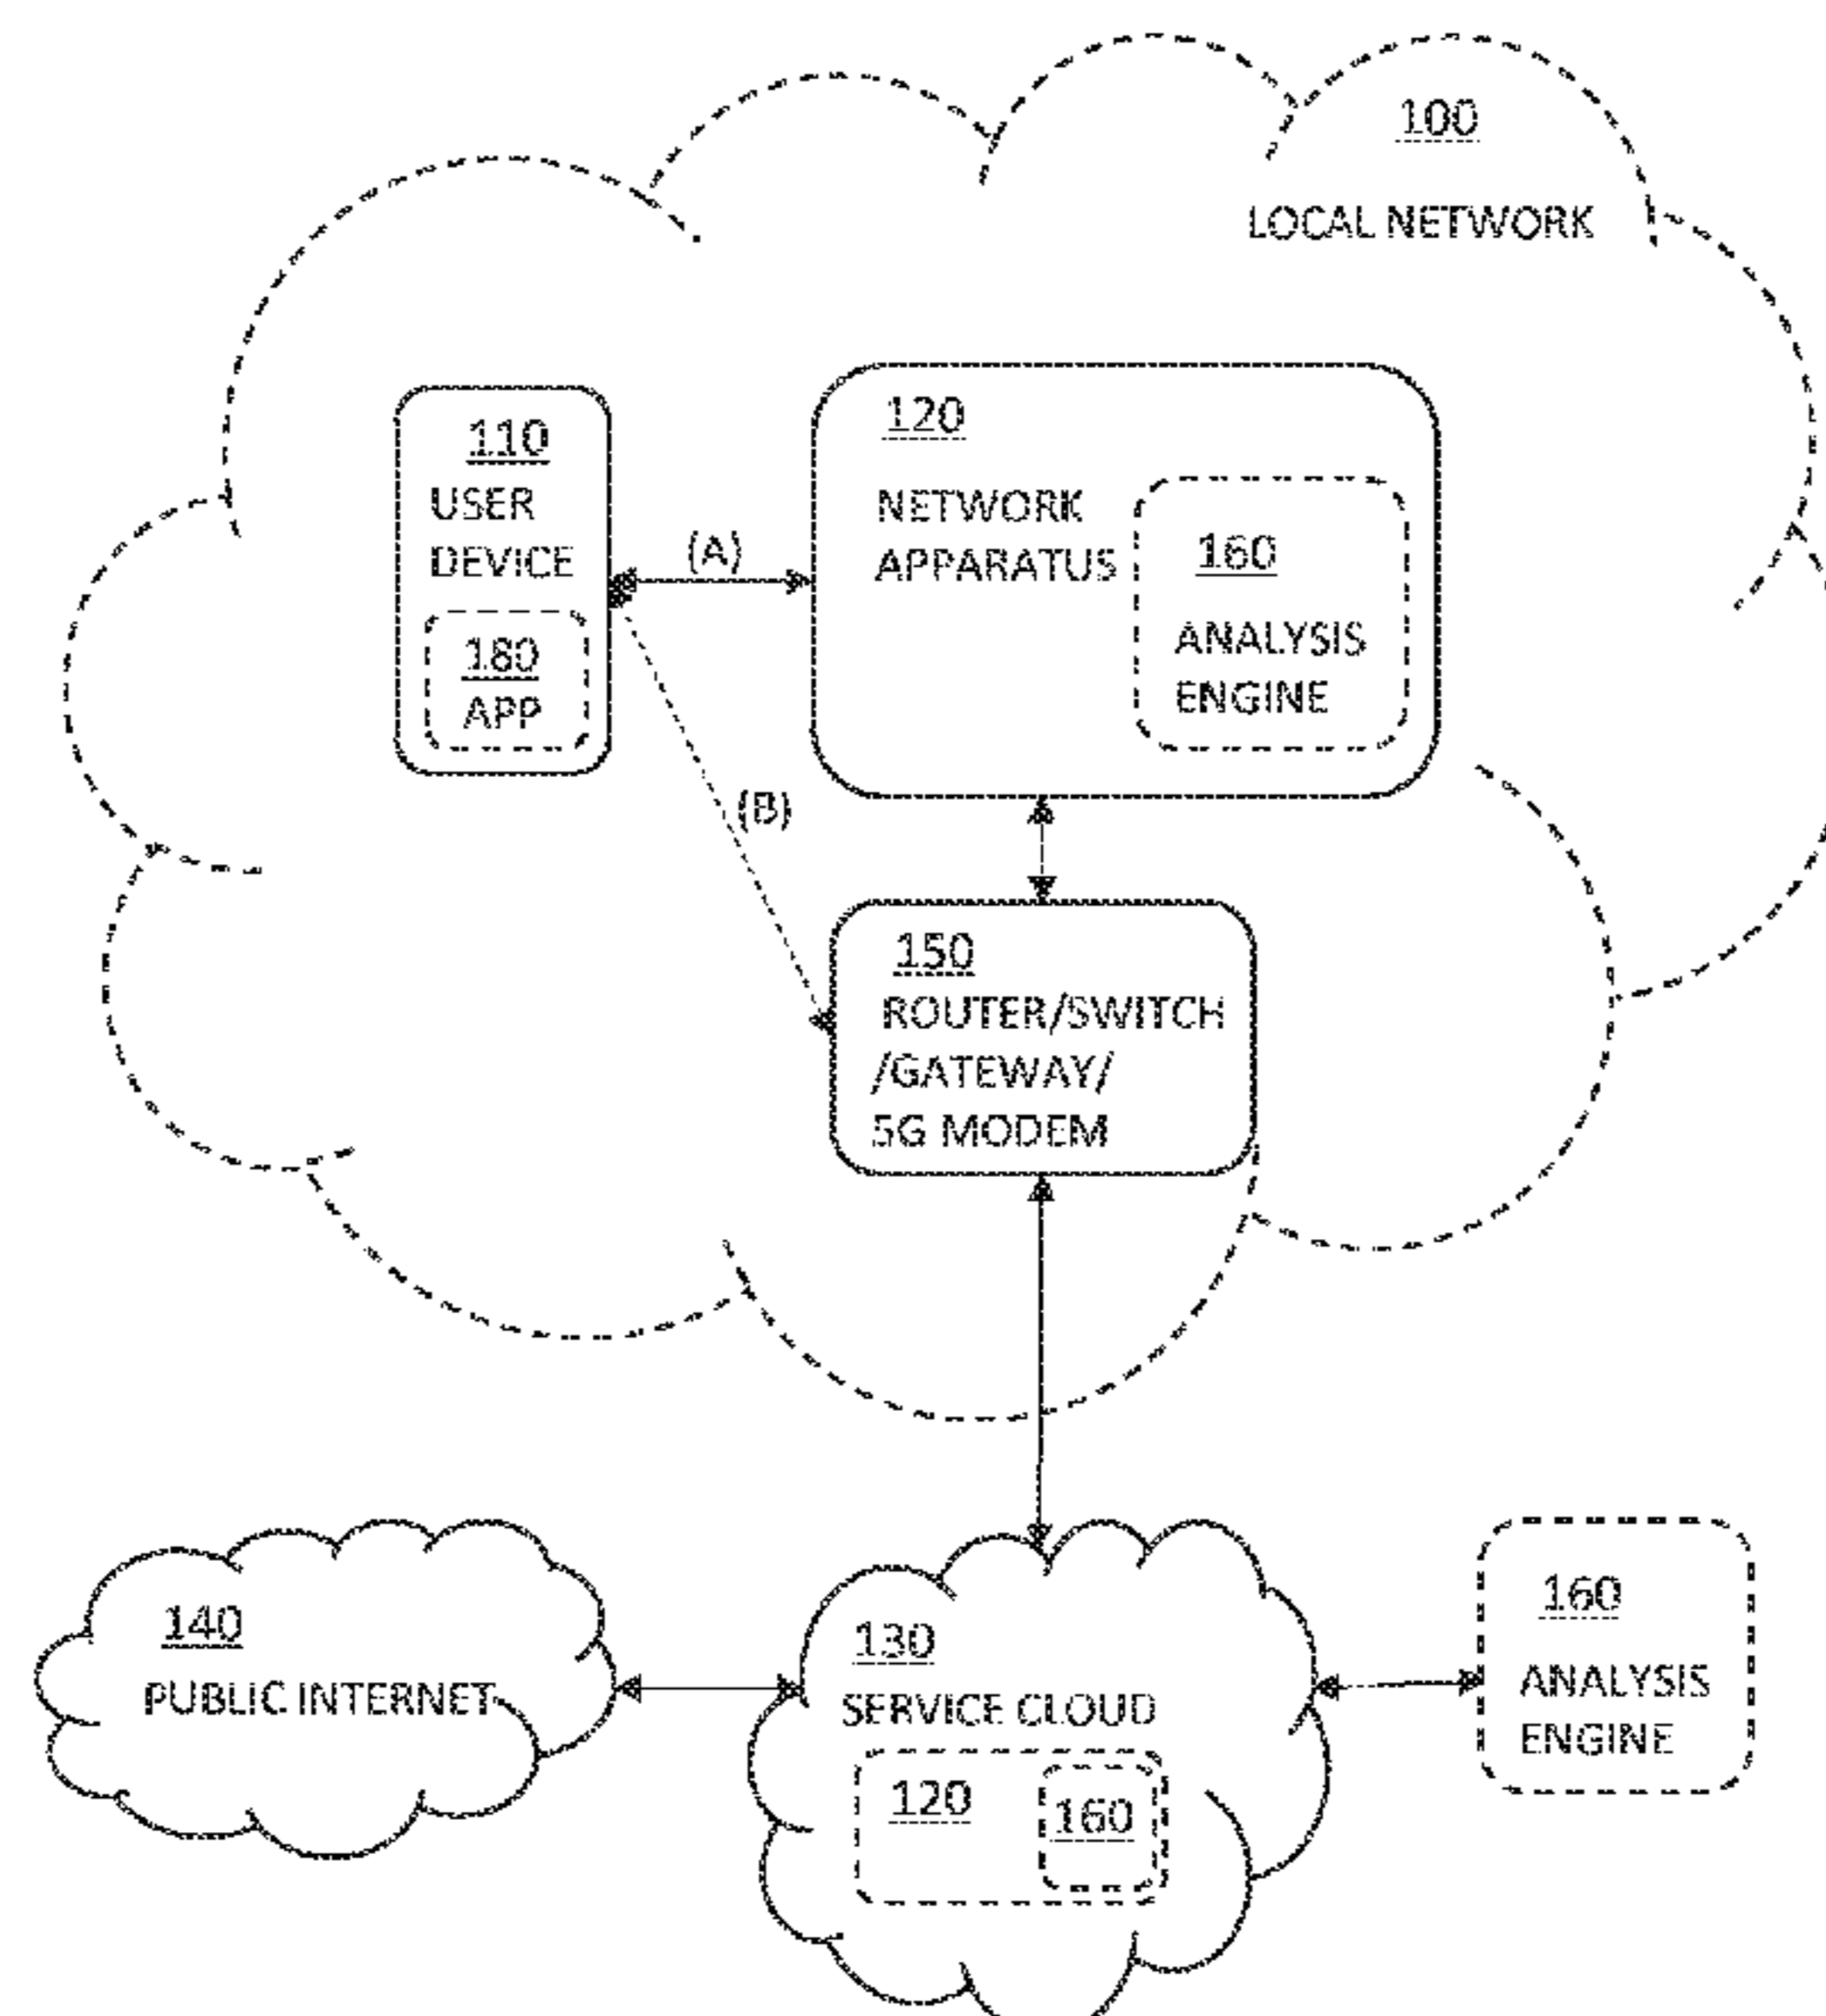 100
LOCAL NETWORK
110
USER
DEVICE
180
APP
(A)
(B)
120
NETWORK
APPARATUS
160
ANALYSIS
ENGINE
150
ROUTER/SWITCH
/GATEWAY/
5G MODEM
140
PUBLIC INTERNET
130
SERVICE CLOUD
120
160
160
ANALYSIS
ENGINE